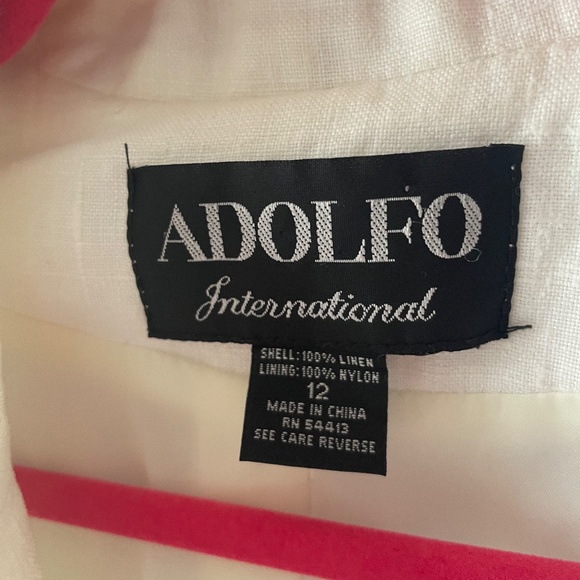 ADOLFO
International
SHELL: 100% LINEN
LINING: 100% NYLON
12
MADE IN CHINA
RN 54413
SEE CARE REVERSE